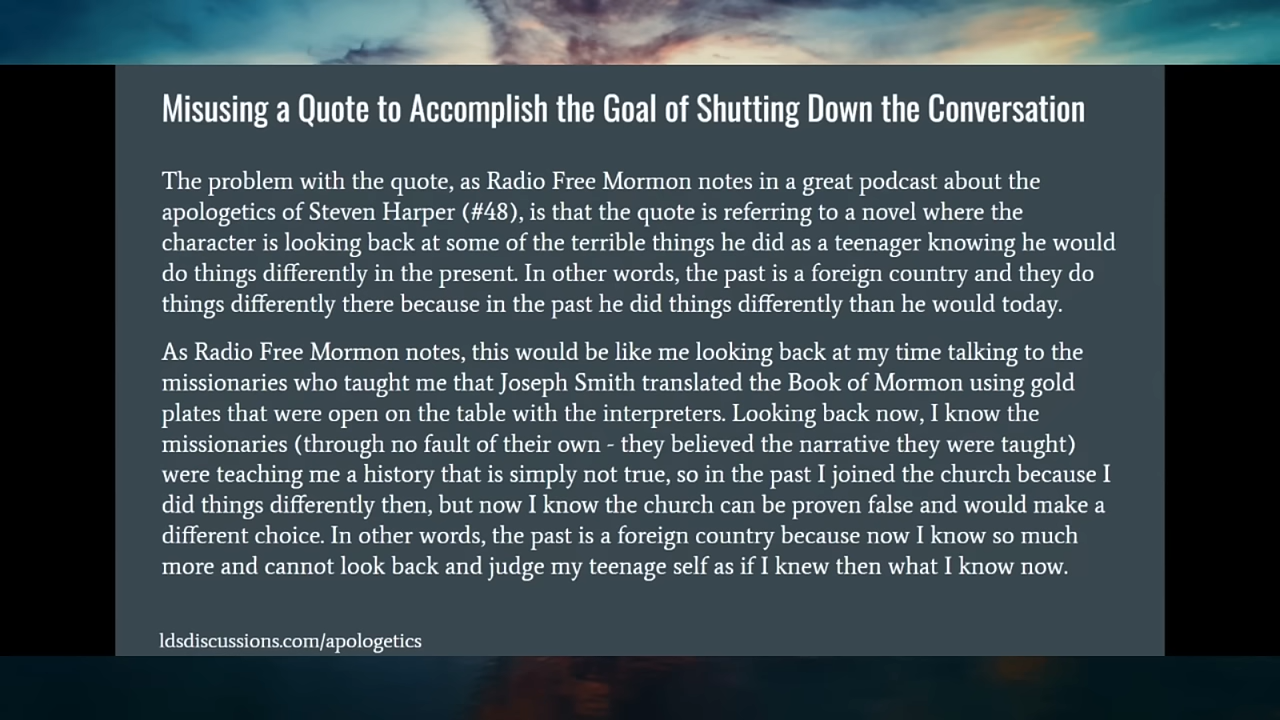 Misusing a Quote to Accomplish the Goal of Shutting Down the Conversation
The problem with the quote, as Radio Free Mormon notes in a great podcast about the
apologetics of Steven Harper (#48), is that the quote is referring to a novel where the
character is looking back at some of the terrible things he did as a teenager knowing he would
do things differently in the present. In other words, the past is a foreign country and they do
things differently there because in the past he did things differently than he would today.
As Radio Free Mormon notes, this would be like me looking back at my time talking to the
missionaries who taught me that Joseph Smith translated the Book of Mormon using gold
plates that were open on the table with the interpreters. Looking back now, I know the
missionaries (through no fault of their own - they believed the narrative they were taught)
were teaching me a history that is simply not true, so in the past I joined the church because I
did things differently then, but now I know the church can be proven false and would make a
different choice. In other words, the past is a foreign country because now I know so much
more and cannot look back and judge my teenage self as if I knew then what I know now.
ldsdiscussions.com/apologetics